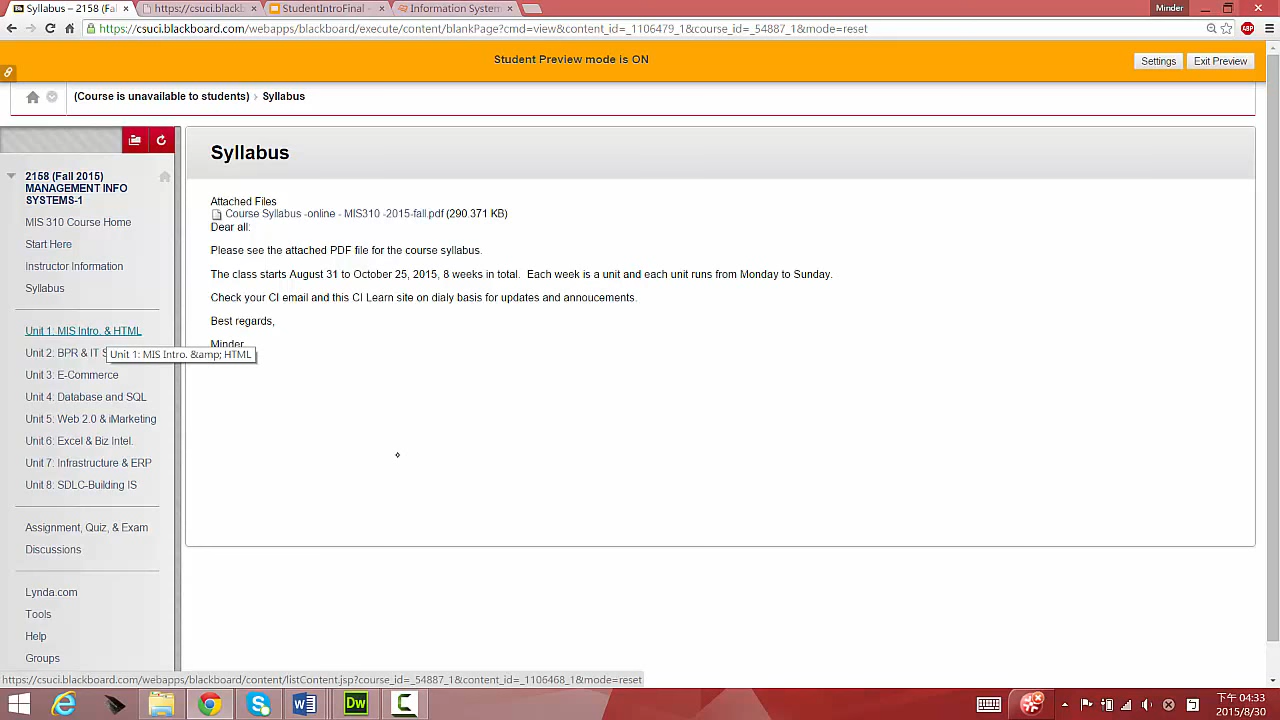 Syllabus – 2158 (Fal
https://csuci.blackb
StudentIntroFinal -
Information System
Minder
https://csuci.blackboard.com/webapps/blackboard/execute/content/blankPage?cmd=view&content_id=_1106479_1&course_id=_54887_1&mode=reset
ABP
Student Preview mode is ON
Settings
Exit Preview
(Course is unavailable to students)
Syllabus
2158 (Fall 2015)
MANAGEMENT INFO
SYSTEMS-1
MIS 310 Course Home
Start Here
Instructor Information
Syllabus
Unit 1: MIS Intro. & HTML
Unit 2: BPR & IT S
Unit 1: MIS Intro. &amp; HTML
Unit 3: E-Commerce
Unit 4: Database and SQL
Unit 5: Web 2.0 & iMarketing
Unit 6: Excel & Biz Intel.
Unit 7: Infrastructure & ERP
Unit 8: SDLC-Building IS
Assignment, Quiz, & Exam
Discussions
Lynda.com
Tools
Help
Groups
Syllabus
Attached Files
Course Syllabus -online - MIS310 -2015-fall.pdf (290.371 KB)
Dear all:
Please see the attached PDF file for the course syllabus.
The class starts August 31 to October 25, 2015, 8 weeks in total. Each week is a unit and each unit runs from Monday to Sunday.
Check your CI email and this CI Learn site on dialy basis for updates and annoucements.
Best regards,
Minder
https://csuci.blackboard.com/webapps/blackboard/content/listContent.jsp?course_id=_54887_1&content_id=_1106468_1&mode=reset
Dw
下午 04:33
2015/8/30